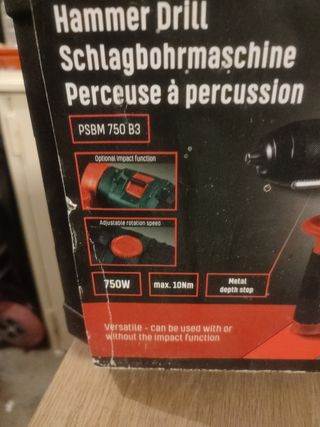 Hammer Drill
Schlagbohrmaschine
Perceuse à percussion
PSBM 750 B3
Optional impact function
Adjustable rotation speed
750W
max. 10Nm
Metal
depth stop
Versatile - can be used with or
without the impact function